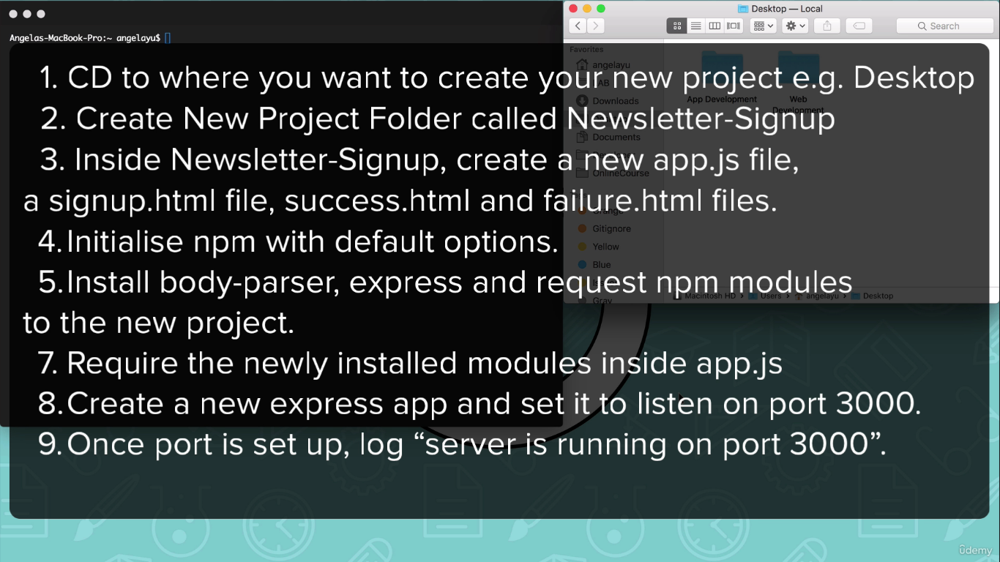 Desktop — Local
Angelas-MacBook-Pro:~ angelayu$
Search
Favorites
angelayu
1. CD to where you want to create your new project e.g. Desktop
App Development
Web Development
Downloads
2. Create New Project Folder called Newsletter-Signup
Documents
3. Inside Newsletter-Signup, create a new app.js file,
OnlineCourse
a signup.html file, success.html and failure.html files.
Orange
Gitignore
4. Initialise npm with default options.
Yellow
Blue
5. Install body-parser, express and request npm modules
Gray
Macintosh HD › Users › angelayu › Desktop
to the new project.
7. Require the newly installed modules inside app.js
8. Create a new express app and set it to listen on port 3000.
9. Once port is set up, log “server is running on port 3000”.
ûdemy